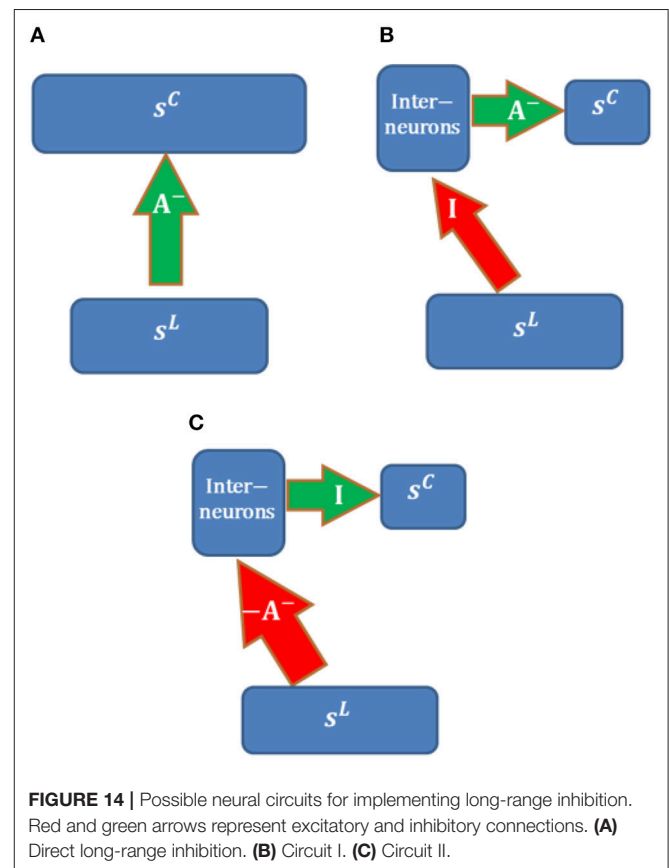 A
s^C
A⁻
s^L
B
Inter−
neurons
A⁻
s^C
I
s^L
C
Inter−
neurons
I
s^C
−A⁻
s^L
FIGURE 14 | Possible neural circuits for implementing long-range inhibition.
Red and green arrows represent excitatory and inhibitory connections. (A)
Direct long-range inhibition. (B) Circuit I. (C) Circuit II.